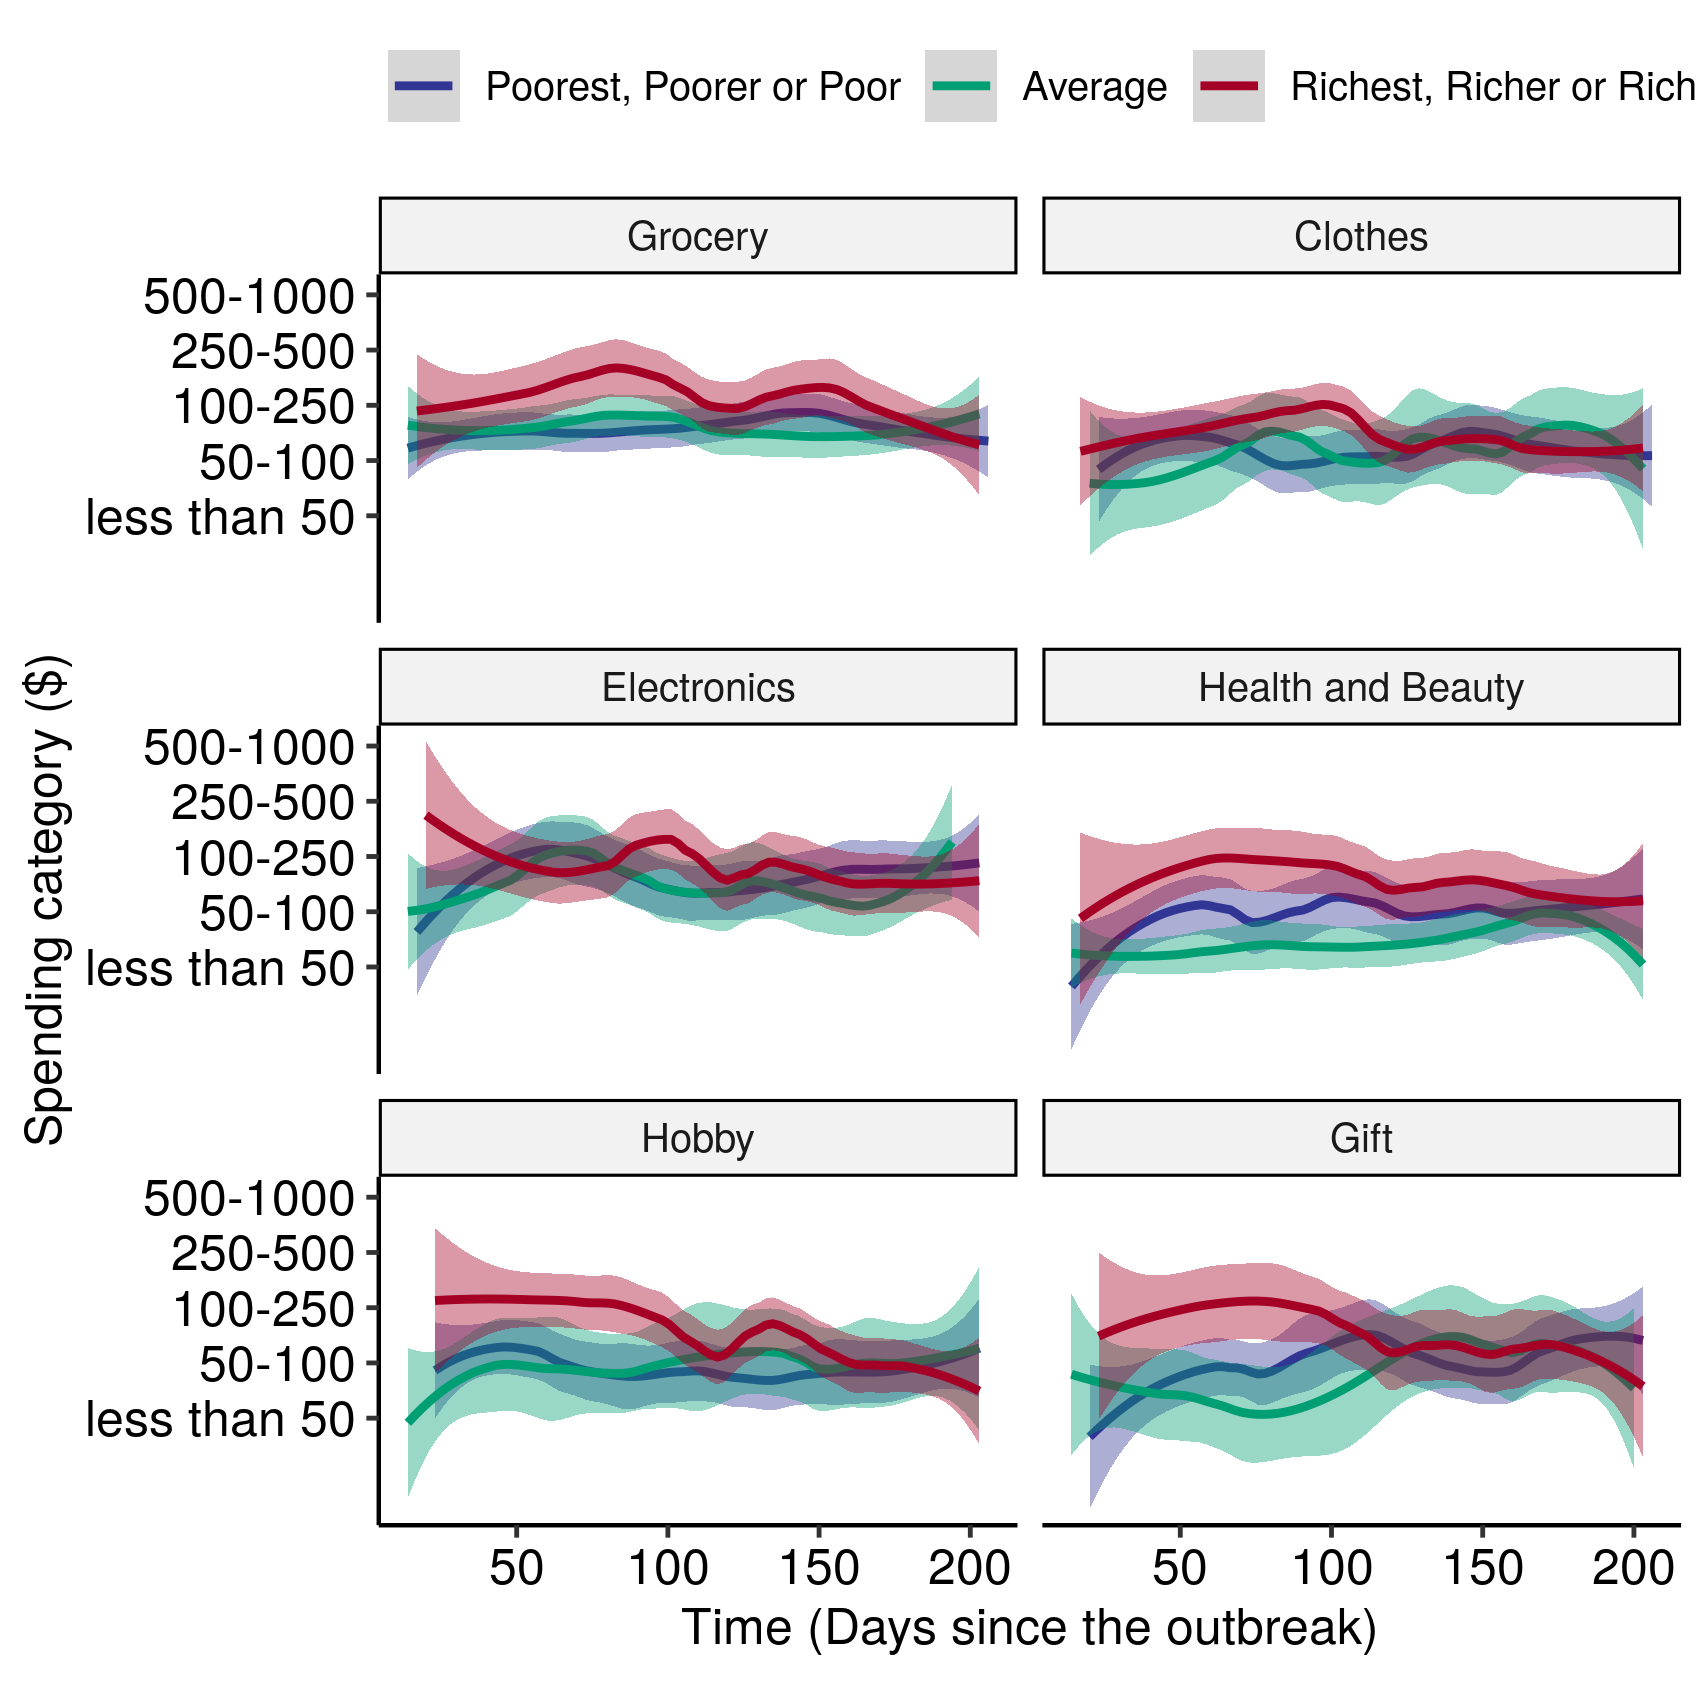 Poorest, Poorer or Poor Average Richest, Richer or Rich
Grocery Clothes
500-1000
250-500
100-250
50-100
less than 50
Electronics Health and Beauty
500-1000
250-500
100-250
50-100
less than 50
Hobby Gift
500-1000
250-500
100-250
50-100
less than 50
50 100 150 200 50 100 150 200
Time (Days since the outbreak)
Spending category ($)